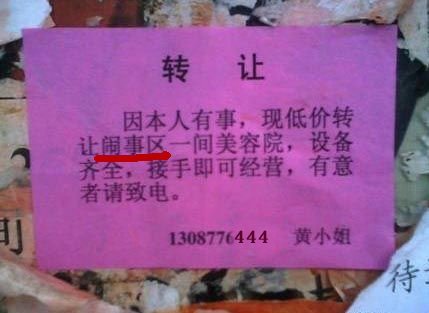 转 让
因本人有事，现低价转
让闹事区一间美容院，设备
齐全，接手即可经营，有意
者请致电。
1308776444 黄小姐
待